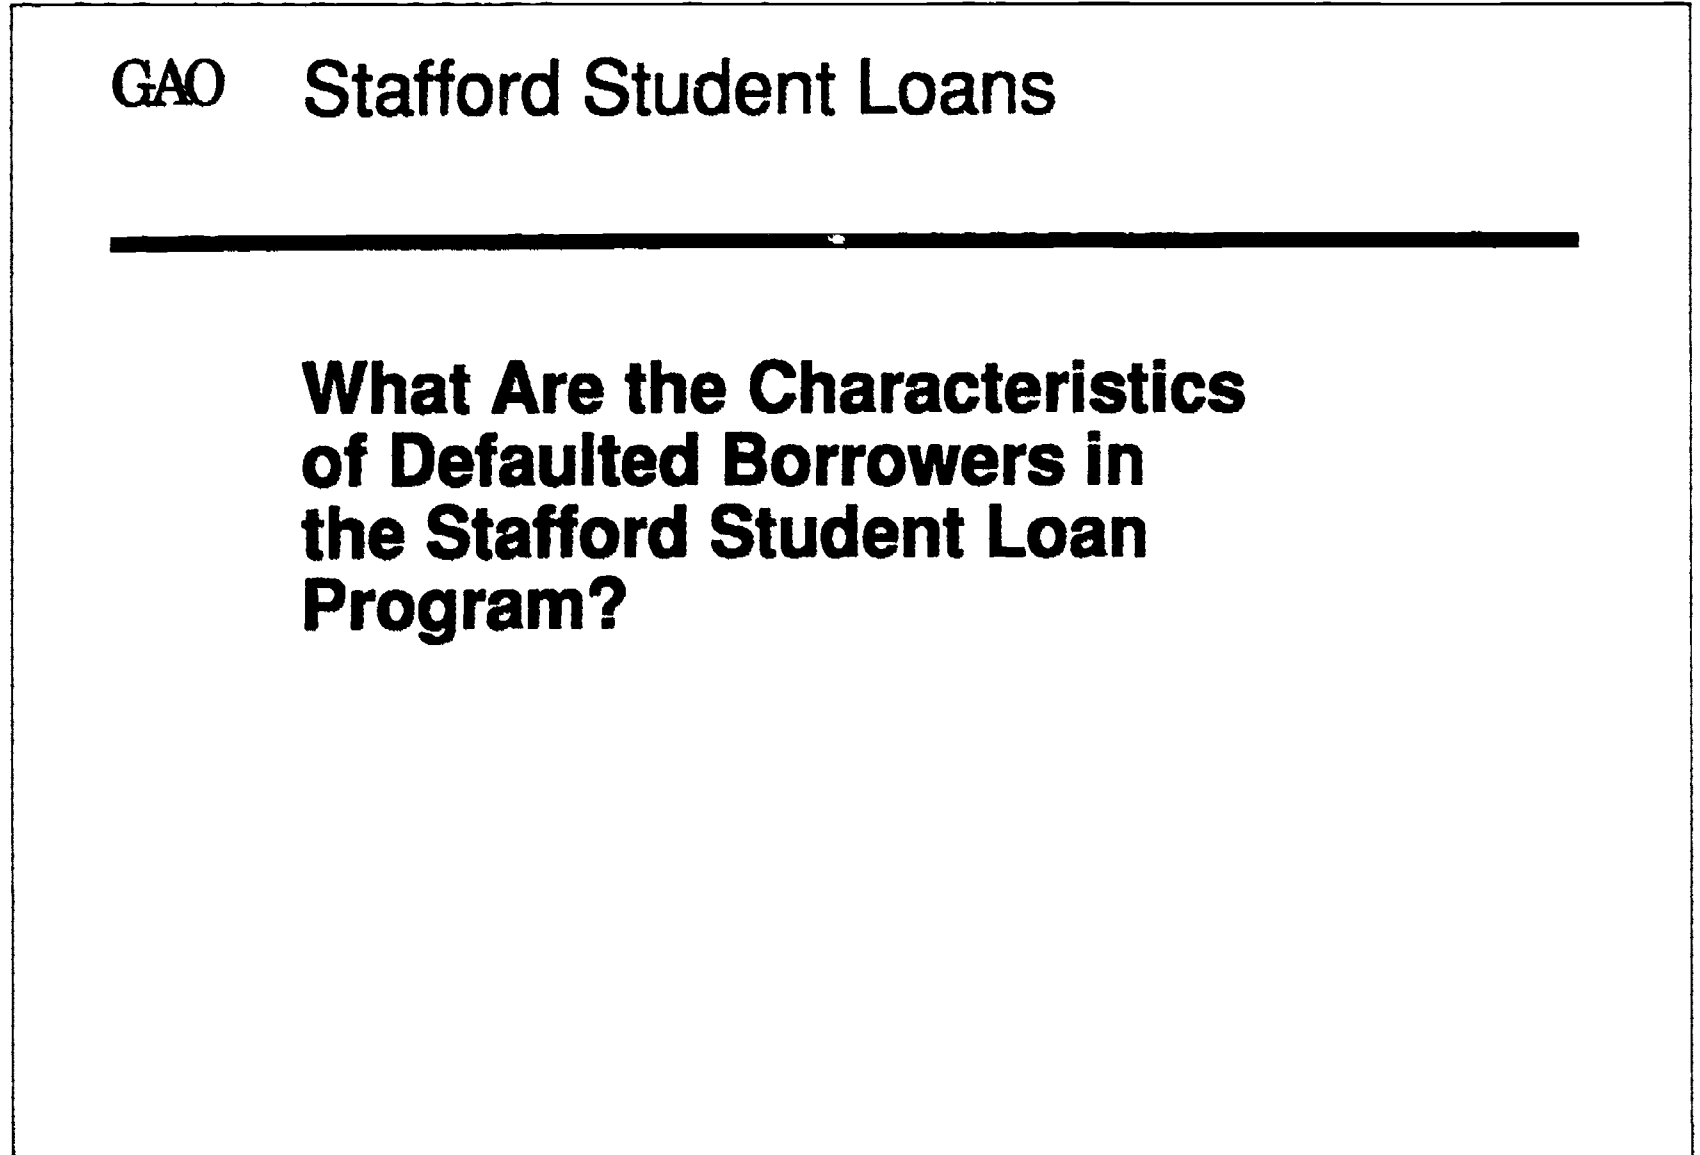 GAO Stafford Student Loans
What Are the Characteristics
of Defaulted Borrowers in
the Stafford Student Loan
Program?